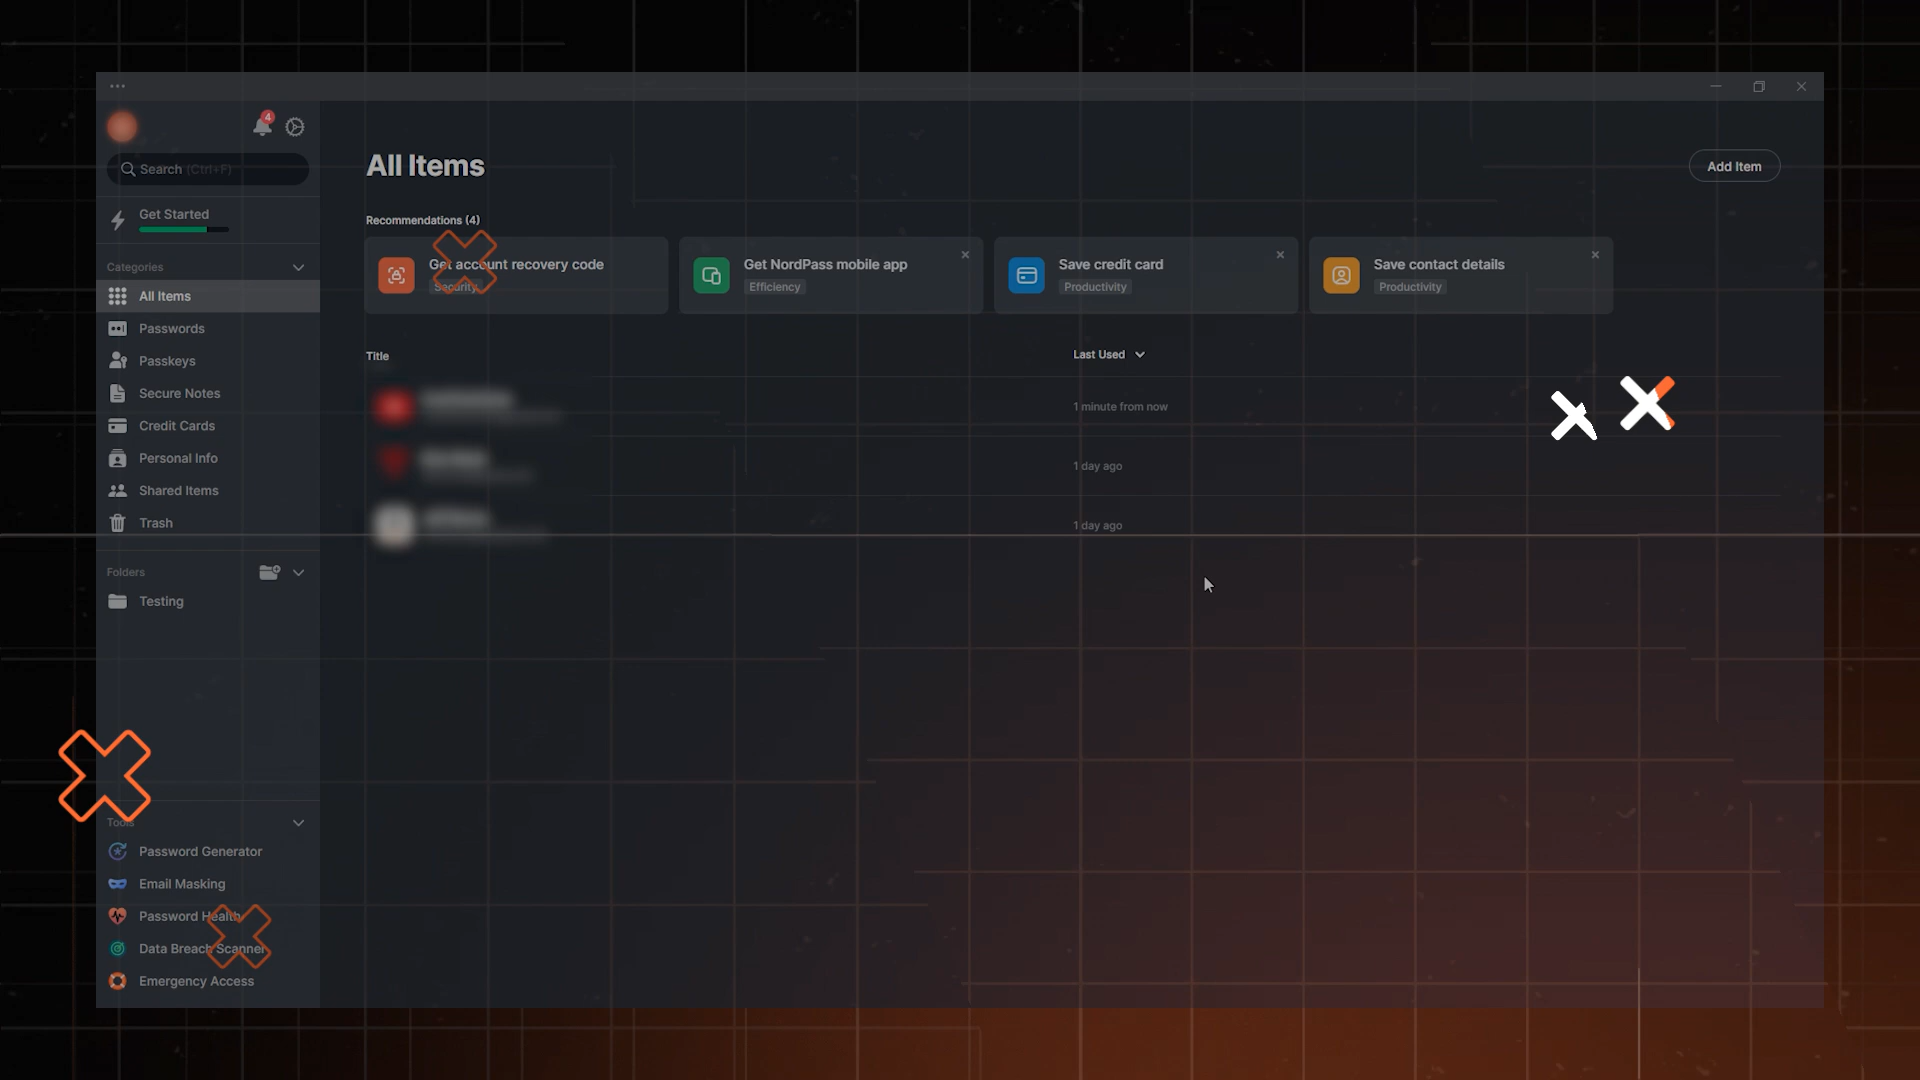 4
Search (Ctrl+F)
Get Started
Categories
All Items
Passwords
Passkeys
Secure Notes
Credit Cards
Personal Info
Shared Items
Trash
Folders
Testing
Tools
Password Generator
Email Masking
Password Health
Data Breach Scanner
Emergency Access
All Items
Add Item
Recommendations (4)
Get account recovery code
Security
Get NordPass mobile app
Efficiency
Save credit card
Productivity
Save contact details
Productivity
Title
Last Used
1 minute from now
1 day ago
1 day ago